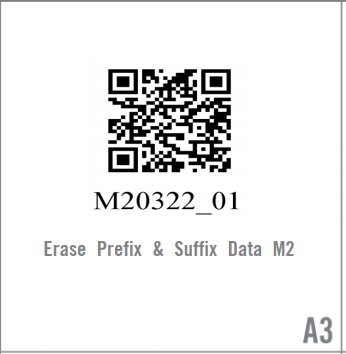 M20322_01
Erase Prefix & Suffix Data M2
A3